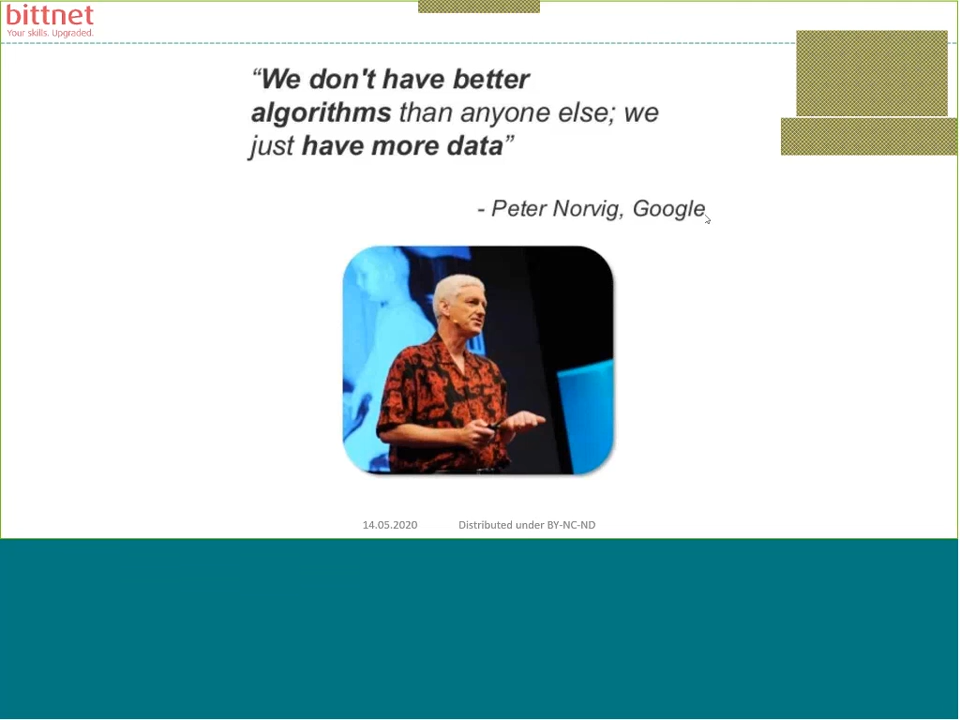 bittnet
Your skills. Upgraded.
“We don't have better
algorithms than anyone else; we
just have more data”
- Peter Norvig, Google
14.05.2020 Distributed under BY-NC-ND